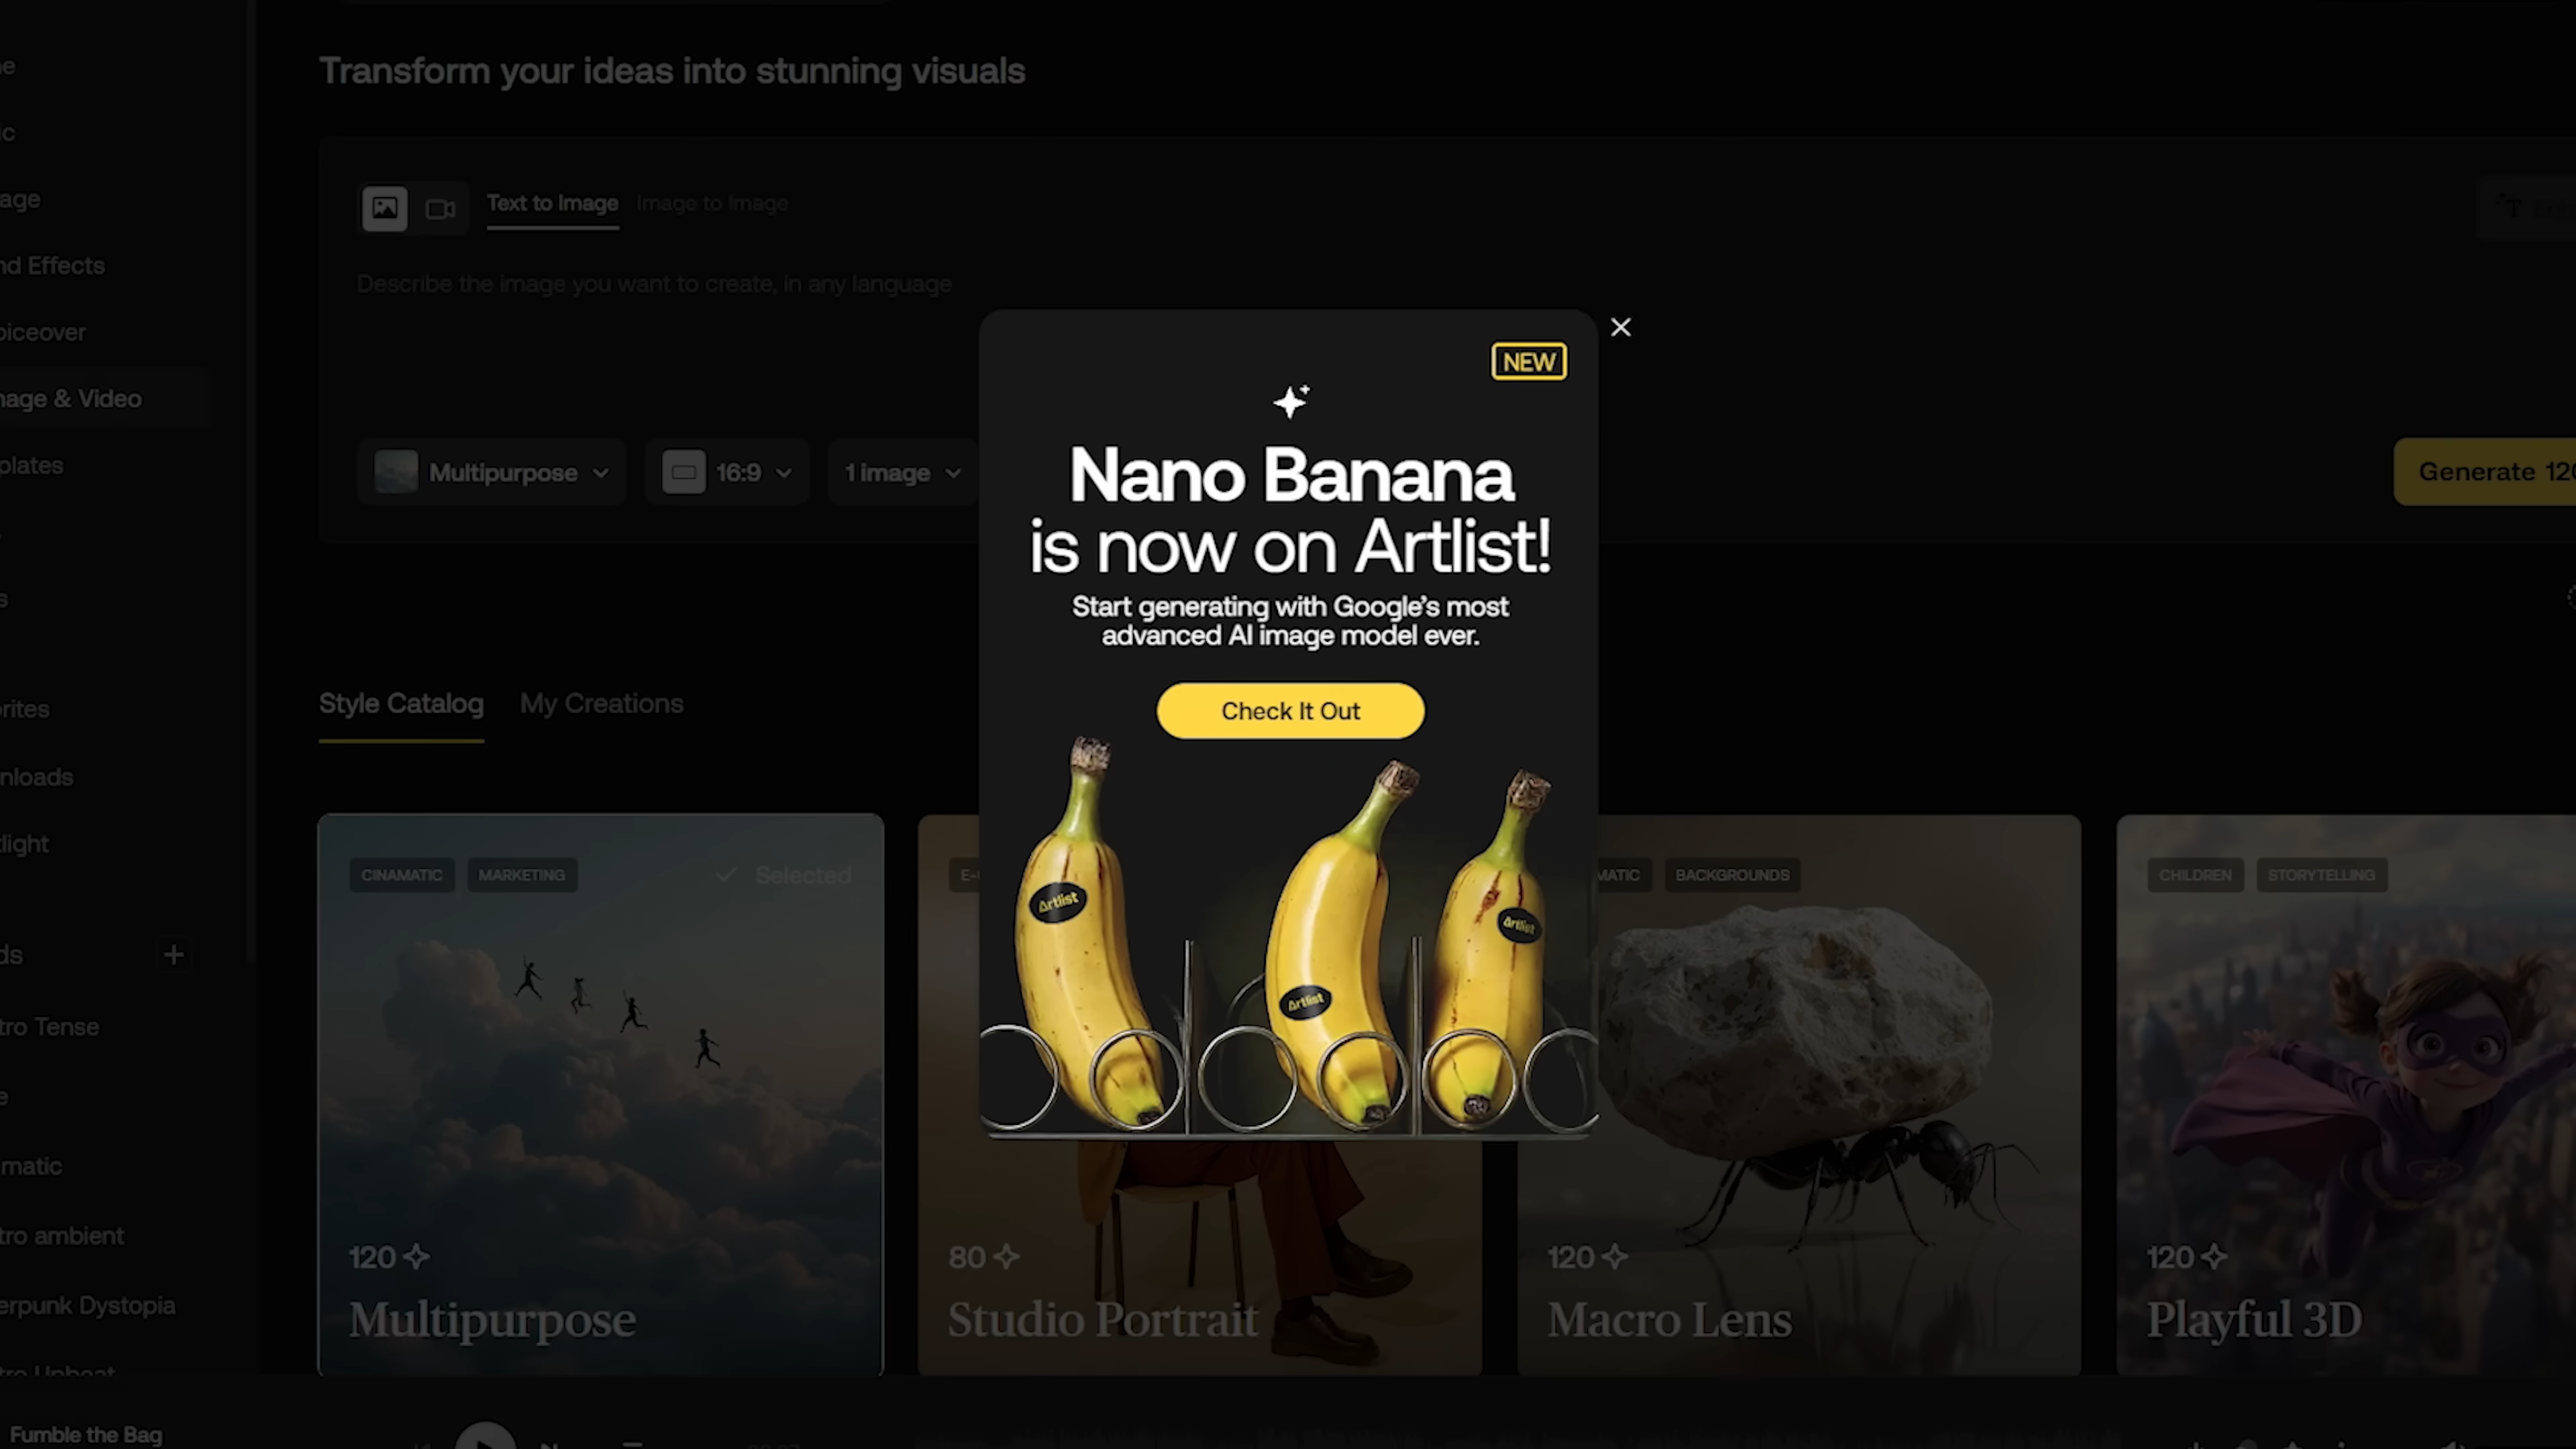 Transform your ideas into stunning visuals
Text to Image
Image to Image
Describe the image you want to create, in any language
nd Effects
oiceover
nage & Video
plates
Multipurpose
16:9
1 image
Generate
NEW
Nano Banana
is now on Artlist!
Start generating with Google's most
advanced AI image model ever.
Check It Out
Style Catalog
My Creations
orites
nloads
light
ds
tro Tense
matic
tro ambient
erpunk Dystopia
CINAMATIC
MARKETING
Selected
120
Multipurpose
80
Studio Portrait
MATIC
BACKGROUNDS
120
Macro Lens
CHILDREN
STORYTELLING
120
Playful 3D
Artlist
Artlist
Artlist
Fumble the Bag